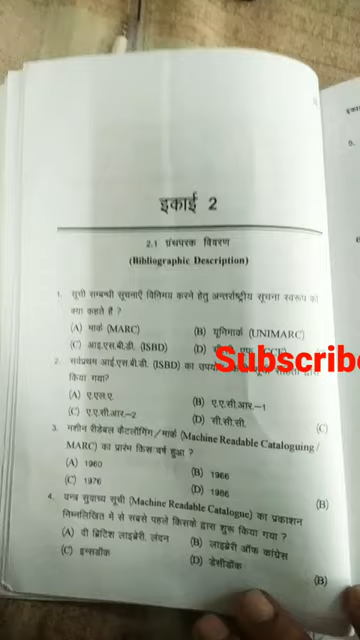 इकाई 2
2.1 ग्रंथपरक विवरण
(Bibliographic Description)
1. सूची सम्बन्धी सूचनाएँ विनिमय करने हेतु अन्तर्राष्ट्रीय सूचना स्वरूप को
क्या कहते हैं ?
(A) मार्क (MARC) (B) यूनिमार्क (UNIMARC)
(C) आई.एस.बी.डी. (ISBD) (D)
Subscribe
2. सर्वप्रथम आई.एस.बी.डी. (ISBD) का
किया गया?
(A) ए.एल.ए. (B) ए.ए.सी.आर.-1
(C) ए.ए.सी.आर.-2 (D) सी.सी.सी. (C)
3. मशीन रीडेबल कैटलॉगिंग/मार्क (Machine Readable Cataloguing /
MARC) का प्रारंभ किस वर्ष हुआ ?
(A) 1960 (B) 1966
(C) 1976 (D) 1986 (B)
4. यन्त्र सुवाच्य सूची (Machine Readable Catalogue) का प्रकाशन
निम्नलिखित में से सबसे पहले किसके द्वारा शुरू किया गया ?
(A) दी ब्रिटिश लाइब्रेरी, लंदन (B) लाइब्रेरी ऑफ कांग्रेस
(C) इन्सडॉक (D) डेसीडॉक (B)